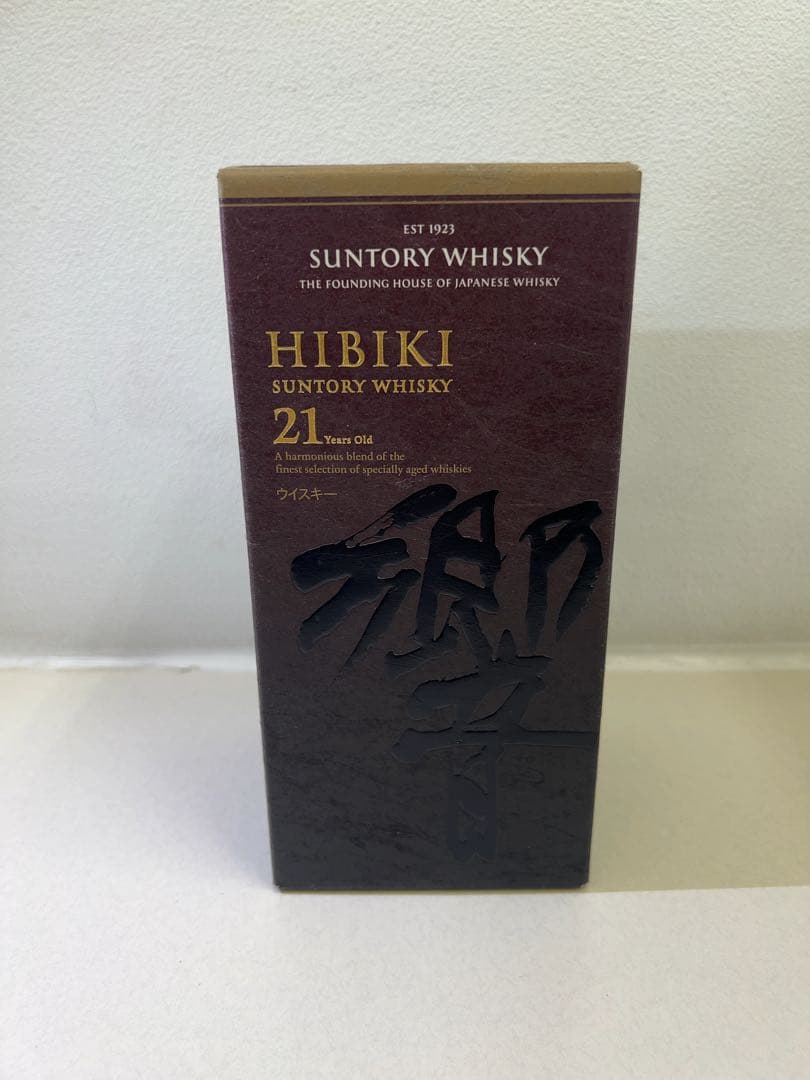 EST 1923
SUNTORY WHISKY
THE FOUNDING HOUSE OF JAPANESE WHISKY
HIBIKI
SUNTORY WHISKY
21 Years Old
A harmonious blend of the
finest selection of specially aged whiskies
ウイスキー
響